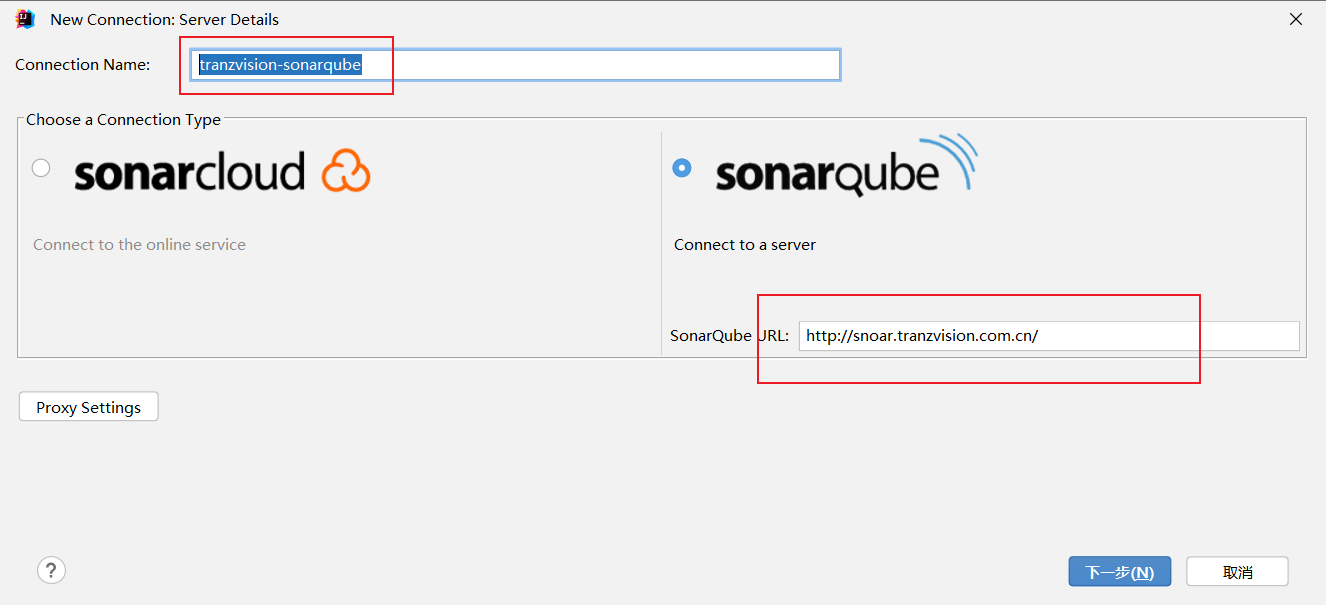 New Connection: Server Details
Connection Name: tranzvision-sonarqube
Choose a Connection Type
sonarcloud
sonarqube
Connect to the online service
Connect to a server
SonarQube URL: http://snoar.tranzvision.com.cn/
Proxy Settings
?
下一步(N)
取消